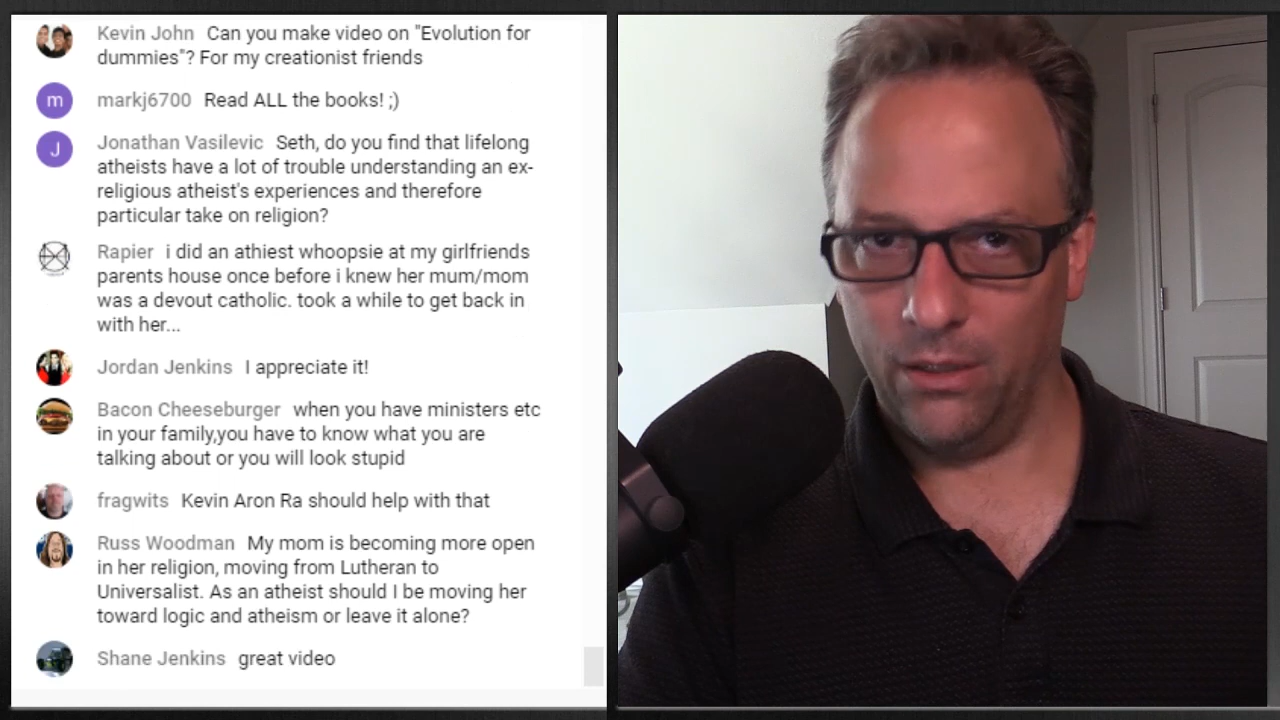 Kevin John Can you make video on "Evolution for
dummies"? For my creationist friends
m markj6700 Read ALL the books! ;)
J Jonathan Vasilevic Seth, do you find that lifelong
atheists have a lot of trouble understanding an ex-
religious atheist's experiences and therefore
particular take on religion?
Rapier i did an athiest whoopsie at my girlfriends
parents house once before i knew her mum/mom
was a devout catholic. took a while to get back in
with her...
Jordan Jenkins I appreciate it!
Bacon Cheeseburger when you have ministers etc
in your family,you have to know what you are
talking about or you will look stupid
fragwits Kevin Aron Ra should help with that
Russ Woodman My mom is becoming more open
in her religion, moving from Lutheran to
Universalist. As an atheist should I be moving her
toward logic and atheism or leave it alone?
Shane Jenkins great video